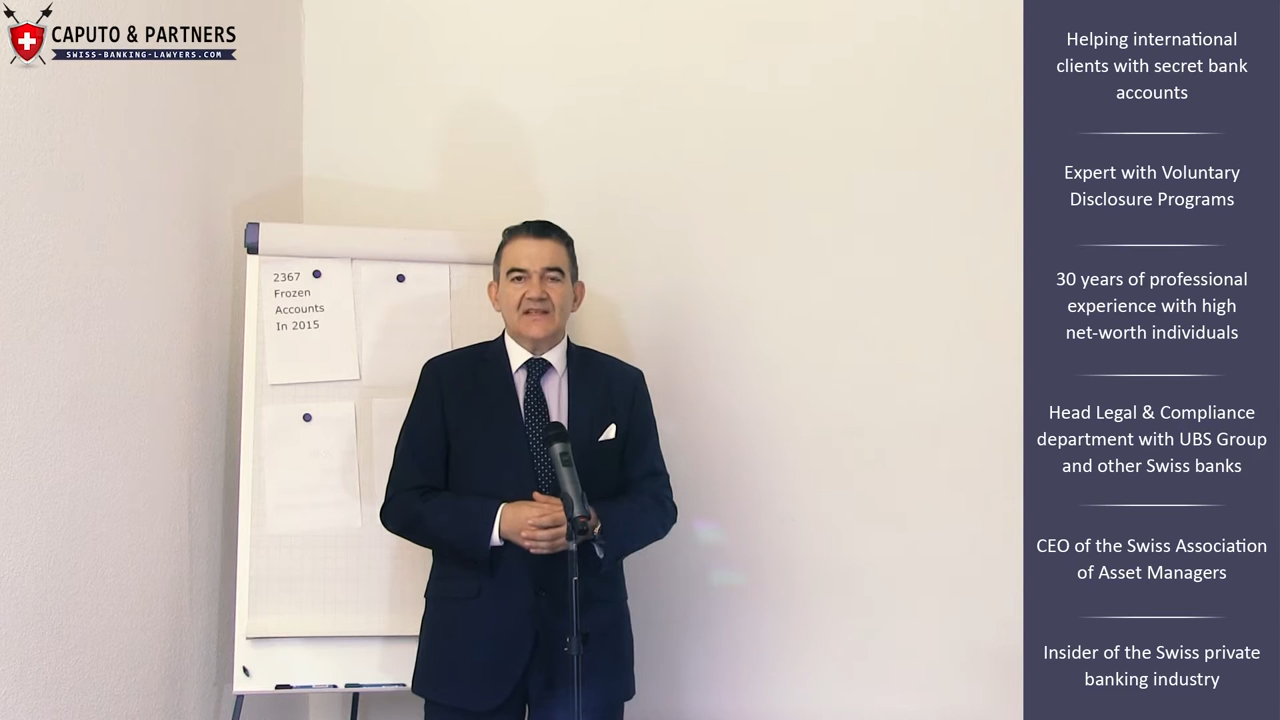 CAPUTO & PARTNERS
SWISS-BANKING-LAWYERS.COM
2367
Frozen
Accounts
In 2015
Helping international
clients with secret bank
accounts
Expert with Voluntary
Disclosure Programs
30 years of professional
experience with high
net-worth individuals
Head Legal & Compliance
department with UBS Group
and other Swiss banks
CEO of the Swiss Association
of Asset Managers
Insider of the Swiss private
banking industry